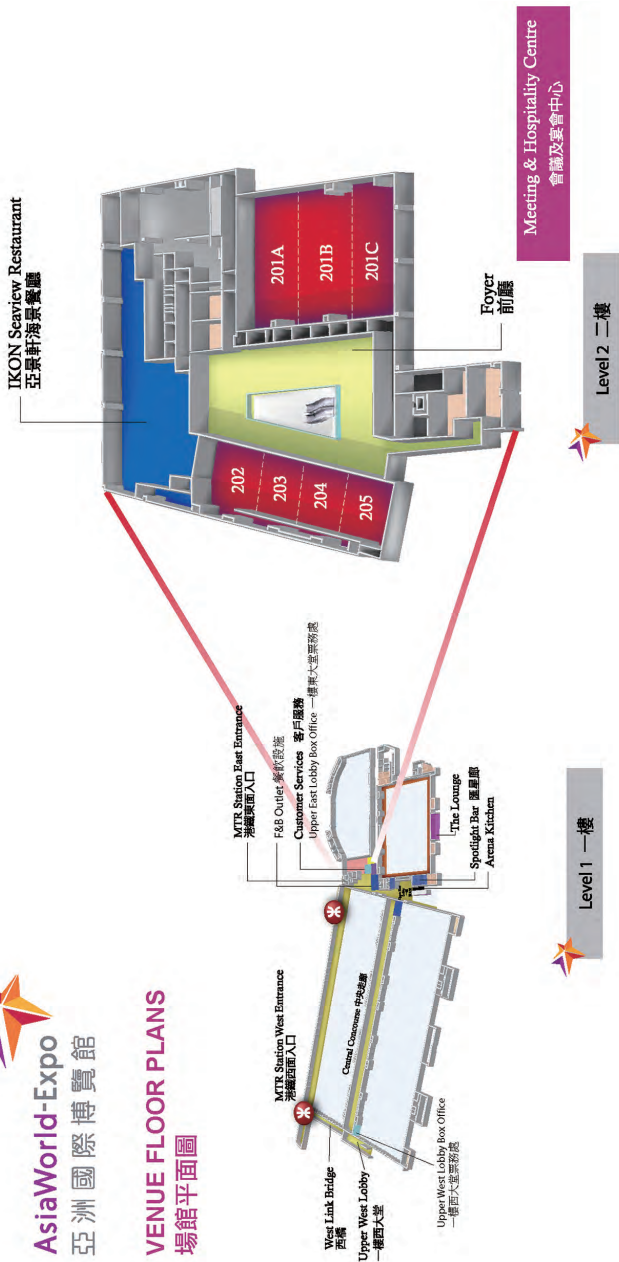 AsiaWorld-Expo
亞洲國際博覽館
VENUE FLOOR PLANS
場館平面圖
MTR Station West Entrance
港鐵西面入口
West Link Bridge
西橋
Upper West Lobby
一樓西大堂
Upper West Lobby Box Office
一樓西大堂票務處
Central Concourse 中央走廊
MTR Station East Entrance
港鐵東面入口
F&B Outlet 餐飲設施
Customer Services 客戶服務
Upper East Lobby Box Office 一樓東大堂票務處
The Lounge
Spotlight Bar 匯星廊
Arena Kitchen
Level 1 一樓
IKON Seaview Restaurant
亞景軒海景餐廳
202
203
204
205
201A
201B
201C
Foyer
前廳
Meeting & Hospitality Centre
會議及宴會中心
Level 2 二樓